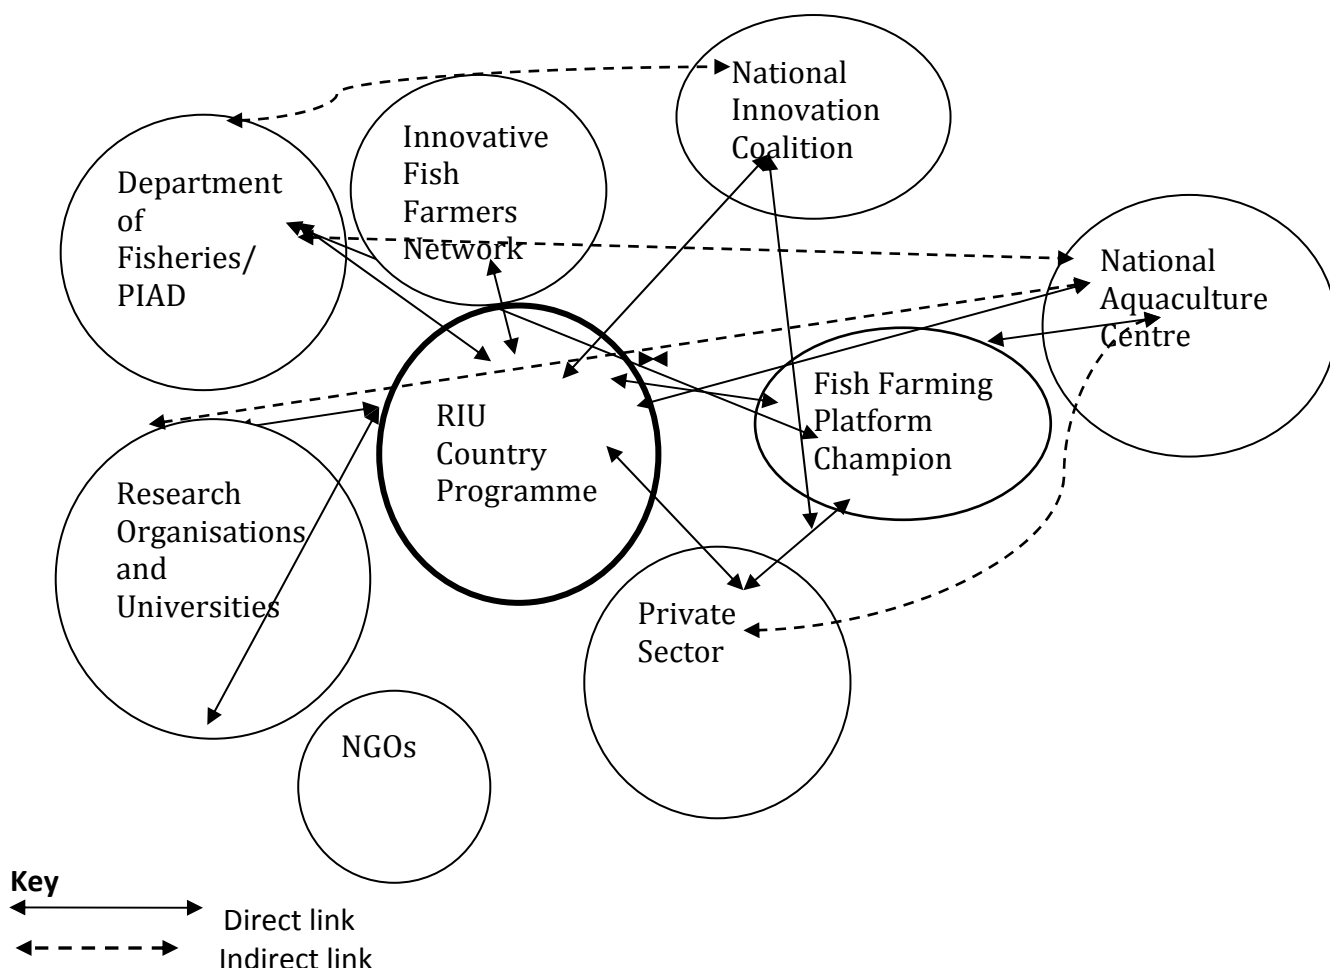 National
Innovation
Coalition
Innovative
Fish
Farmers
Network
Department
of
Fisheries/
PIAD
National
Aquaculture
Centre
Fish Farming
Platform
Champion
RIU
Country
Programme
Research
Organisations
and
Universities
Private
Sector
NGOs
Key
Direct link
Indirect link